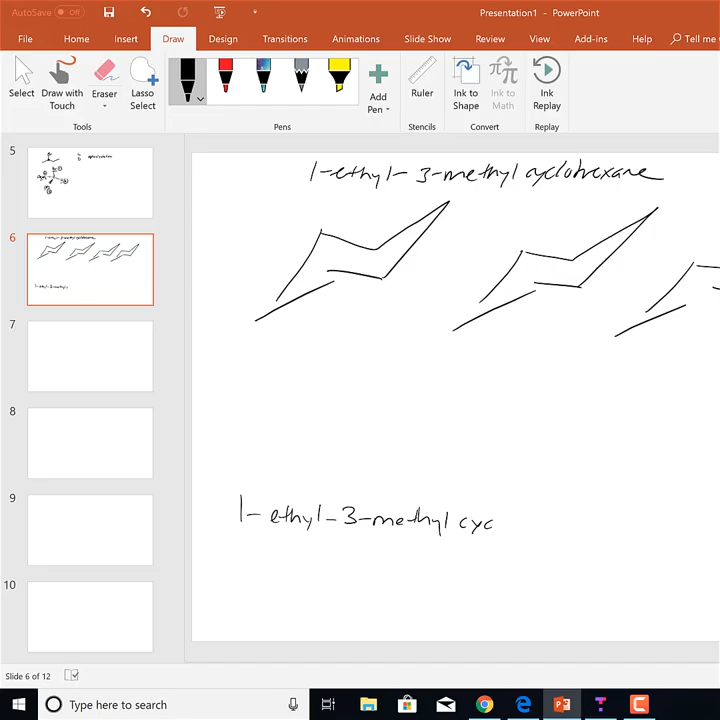 AutoSave Off
Presentation1 - PowerPoint
File Home Insert Draw Design Transitions Animations Slide Show Review View Add-ins Help Tell me
Select
Draw with Touch
Eraser
Lasso Select
Add Pen
Ruler
Ink to Shape
Ink to Math
Ink Replay
Tools Pens Stencils Convert Replay
5
6
7
8
9
10
1-ethyl-3-methylcyclohexane
1-ethyl-3-methyl cyc
Slide 6 of 12
Type here to search